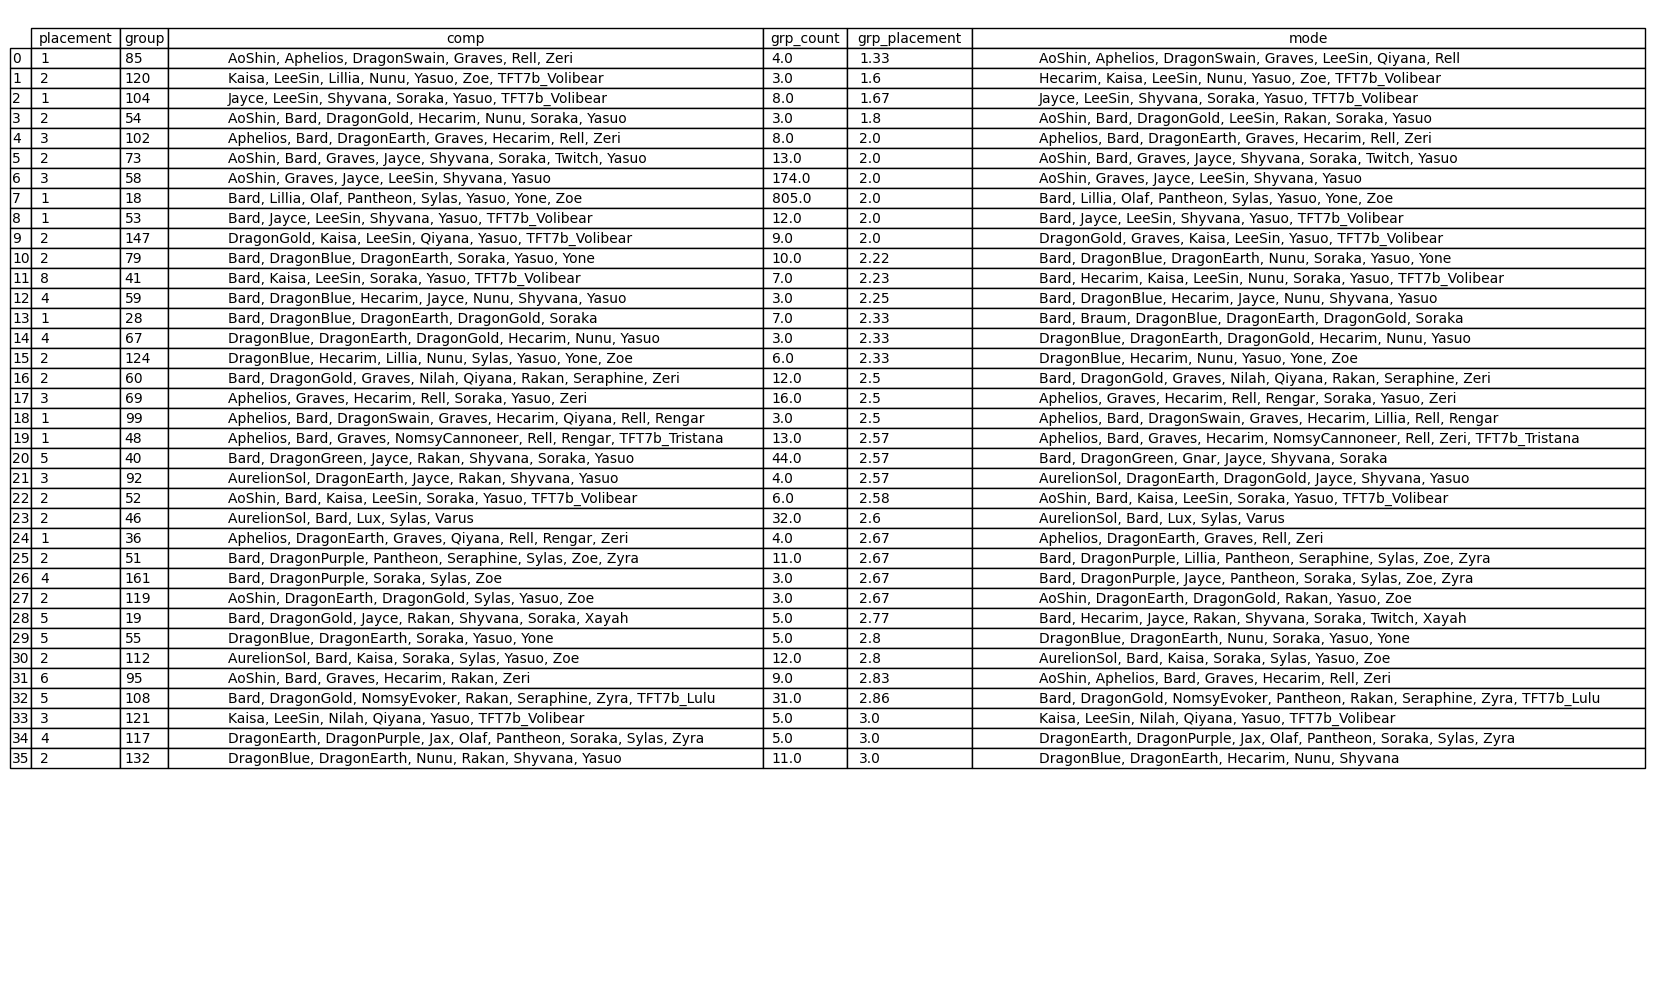 placement group comp grp_count grp_placement mode
0 1 85 AoShin, Aphelios, DragonSwain, Graves, Rell, Zeri 4.0 1.33 AoShin, Aphelios, DragonSwain, Graves, LeeSin, Qiyana, Rell
1 2 120 Kaisa, LeeSin, Lillia, Nunu, Yasuo, Zoe, TFT7b_Volibear 3.0 1.6 Hecarim, Kaisa, LeeSin, Nunu, Yasuo, Zoe, TFT7b_Volibear
2 1 104 Jayce, LeeSin, Shyvana, Soraka, Yasuo, TFT7b_Volibear 8.0 1.67 Jayce, LeeSin, Shyvana, Soraka, Yasuo, TFT7b_Volibear
3 2 54 AoShin, Bard, DragonGold, Hecarim, Nunu, Soraka, Yasuo 3.0 1.8 AoShin, Bard, DragonGold, LeeSin, Rakan, Soraka, Yasuo
4 3 102 Aphelios, Bard, DragonEarth, Graves, Hecarim, Rell, Zeri 8.0 2.0 Aphelios, Bard, DragonEarth, Graves, Hecarim, Rell, Zeri
5 2 73 AoShin, Bard, Graves, Jayce, Shyvana, Soraka, Twitch, Yasuo 13.0 2.0 AoShin, Bard, Graves, Jayce, Shyvana, Soraka, Twitch, Yasuo
6 3 58 AoShin, Graves, Jayce, LeeSin, Shyvana, Yasuo 174.0 2.0 AoShin, Graves, Jayce, LeeSin, Shyvana, Yasuo
7 1 18 Bard, Lillia, Olaf, Pantheon, Sylas, Yasuo, Yone, Zoe 805.0 2.0 Bard, Lillia, Olaf, Pantheon, Sylas, Yasuo, Yone, Zoe
8 1 53 Bard, Jayce, LeeSin, Shyvana, Yasuo, TFT7b_Volibear 12.0 2.0 Bard, Jayce, LeeSin, Shyvana, Yasuo, TFT7b_Volibear
9 2 147 DragonGold, Kaisa, LeeSin, Qiyana, Yasuo, TFT7b_Volibear 9.0 2.0 DragonGold, Graves, Kaisa, LeeSin, Yasuo, TFT7b_Volibear
10 2 79 Bard, DragonBlue, DragonEarth, Soraka, Yasuo, Yone 10.0 2.22 Bard, DragonBlue, DragonEarth, Nunu, Soraka, Yasuo, Yone
11 8 41 Bard, Kaisa, LeeSin, Soraka, Yasuo, TFT7b_Volibear 7.0 2.23 Bard, Hecarim, Kaisa, LeeSin, Nunu, Soraka, Yasuo, TFT7b_Volibear
12 4 59 Bard, DragonBlue, Hecarim, Jayce, Nunu, Shyvana, Yasuo 3.0 2.25 Bard, DragonBlue, Hecarim, Jayce, Nunu, Shyvana, Yasuo
13 1 28 Bard, DragonBlue, DragonEarth, DragonGold, Soraka 7.0 2.33 Bard, Braum, DragonBlue, DragonEarth, DragonGold, Soraka
14 4 67 DragonBlue, DragonEarth, DragonGold, Hecarim, Nunu, Yasuo 3.0 2.33 DragonBlue, DragonEarth, DragonGold, Hecarim, Nunu, Yasuo
15 2 124 DragonBlue, Hecarim, Lillia, Nunu, Sylas, Yasuo, Yone, Zoe 6.0 2.33 DragonBlue, Hecarim, Nunu, Yasuo, Yone, Zoe
16 2 60 Bard, DragonGold, Graves, Nilah, Qiyana, Rakan, Seraphine, Zeri 12.0 2.5 Bard, DragonGold, Graves, Nilah, Qiyana, Rakan, Seraphine, Zeri
17 3 69 Aphelios, Graves, Hecarim, Rell, Soraka, Yasuo, Zeri 16.0 2.5 Aphelios, Graves, Hecarim, Rell, Rengar, Soraka, Yasuo, Zeri
18 1 99 Aphelios, Bard, DragonSwain, Graves, Hecarim, Qiyana, Rell, Rengar 3.0 2.5 Aphelios, Bard, DragonSwain, Graves, Hecarim, Lillia, Rell, Rengar
19 1 48 Aphelios, Bard, Graves, NomsyCannoneer, Rell, Rengar, TFT7b_Tristana 13.0 2.57 Aphelios, Bard, Graves, Hecarim, NomsyCannoneer, Rell, Zeri, TFT7b_Tristana
20 5 40 Bard, DragonGreen, Jayce, Rakan, Shyvana, Soraka, Yasuo 44.0 2.57 Bard, DragonGreen, Gnar, Jayce, Shyvana, Soraka
21 3 92 AurelionSol, DragonEarth, Jayce, Rakan, Shyvana, Yasuo 4.0 2.57 AurelionSol, DragonEarth, DragonGold, Jayce, Shyvana, Yasuo
22 2 52 AoShin, Bard, Kaisa, LeeSin, Soraka, Yasuo, TFT7b_Volibear 6.0 2.58 AoShin, Bard, Kaisa, LeeSin, Soraka, Yasuo, TFT7b_Volibear
23 2 46 AurelionSol, Bard, Lux, Sylas, Varus 32.0 2.6 AurelionSol, Bard, Lux, Sylas, Varus
24 1 36 Aphelios, DragonEarth, Graves, Qiyana, Rell, Rengar, Zeri 4.0 2.67 Aphelios, DragonEarth, Graves, Rell, Zeri
25 2 51 Bard, DragonPurple, Pantheon, Seraphine, Sylas, Zoe, Zyra 11.0 2.67 Bard, DragonPurple, Lillia, Pantheon, Seraphine, Sylas, Zoe, Zyra
26 4 161 Bard, DragonPurple, Soraka, Sylas, Zoe 3.0 2.67 Bard, DragonPurple, Jayce, Pantheon, Soraka, Sylas, Zoe, Zyra
27 2 119 AoShin, DragonEarth, DragonGold, Sylas, Yasuo, Zoe 3.0 2.67 AoShin, DragonEarth, DragonGold, Rakan, Yasuo, Zoe
28 5 19 Bard, DragonGold, Jayce, Rakan, Shyvana, Soraka, Xayah 5.0 2.77 Bard, Hecarim, Jayce, Rakan, Shyvana, Soraka, Twitch, Xayah
29 5 55 DragonBlue, DragonEarth, Soraka, Yasuo, Yone 5.0 2.8 DragonBlue, DragonEarth, Nunu, Soraka, Yasuo, Yone
30 2 112 AurelionSol, Bard, Kaisa, Soraka, Sylas, Yasuo, Zoe 12.0 2.8 AurelionSol, Bard, Kaisa, Soraka, Sylas, Yasuo, Zoe
31 6 95 AoShin, Bard, Graves, Hecarim, Rakan, Zeri 9.0 2.83 AoShin, Aphelios, Bard, Graves, Hecarim, Rell, Zeri
32 5 108 Bard, DragonGold, NomsyEvoker, Rakan, Seraphine, Zyra, TFT7b_Lulu 31.0 2.86 Bard, DragonGold, NomsyEvoker, Pantheon, Rakan, Seraphine, Zyra, TFT7b_Lulu
33 3 121 Kaisa, LeeSin, Nilah, Qiyana, Yasuo, TFT7b_Volibear 5.0 3.0 Kaisa, LeeSin, Nilah, Qiyana, Yasuo, TFT7b_Volibear
34 4 117 DragonEarth, DragonPurple, Jax, Olaf, Pantheon, Soraka, Sylas, Zyra 5.0 3.0 DragonEarth, DragonPurple, Jax, Olaf, Pantheon, Soraka, Sylas, Zyra
35 2 132 DragonBlue, DragonEarth, Nunu, Rakan, Shyvana, Yasuo 11.0 3.0 DragonBlue, DragonEarth, Hecarim, Nunu, Shyvana